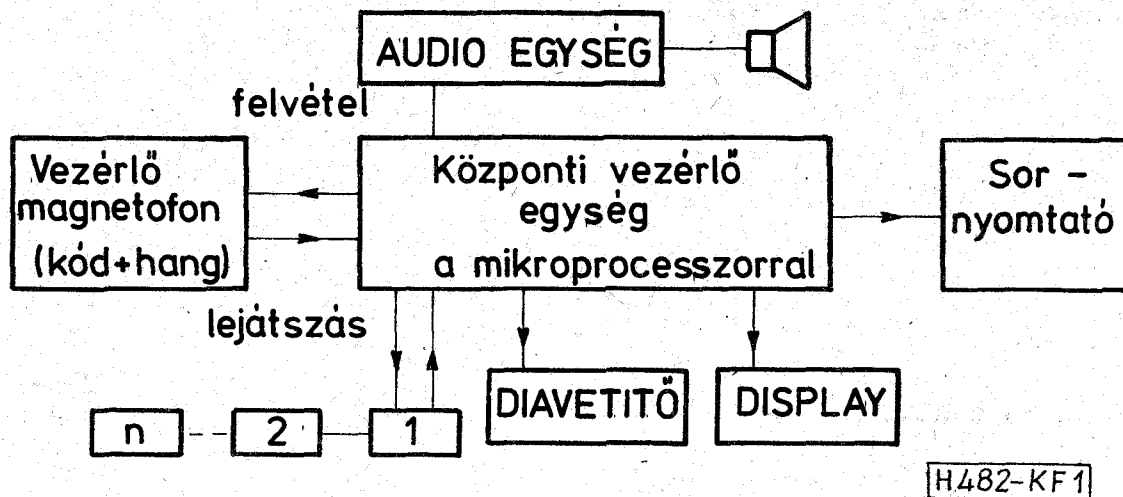 AUDIO EGYSÉG
felvétel
Vezérlő
magnetofon
(kód+hang)
Központi vezérlő
egység
a mikroprocesszorral
Sor –
nyomtató
lejátszás
n
2
1
DIAVETITŐ
DISPLAY
H482-KF1